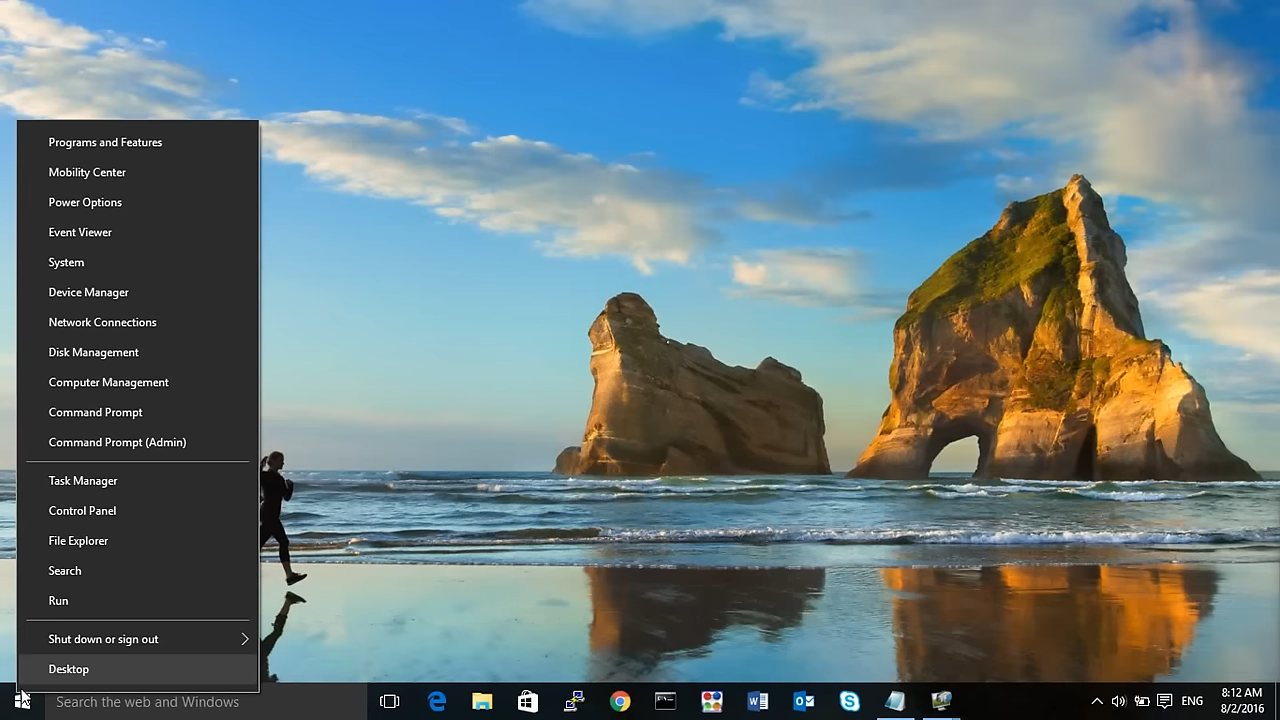 Programs and Features
Mobility Center
Power Options
Event Viewer
System
Device Manager
Network Connections
Disk Management
Computer Management
Command Prompt
Command Prompt (Admin)
Task Manager
Control Panel
File Explorer
Search
Run
Shut down or sign out
Desktop
Search the web and Windows
ENG
8:12 AM
8/2/2016